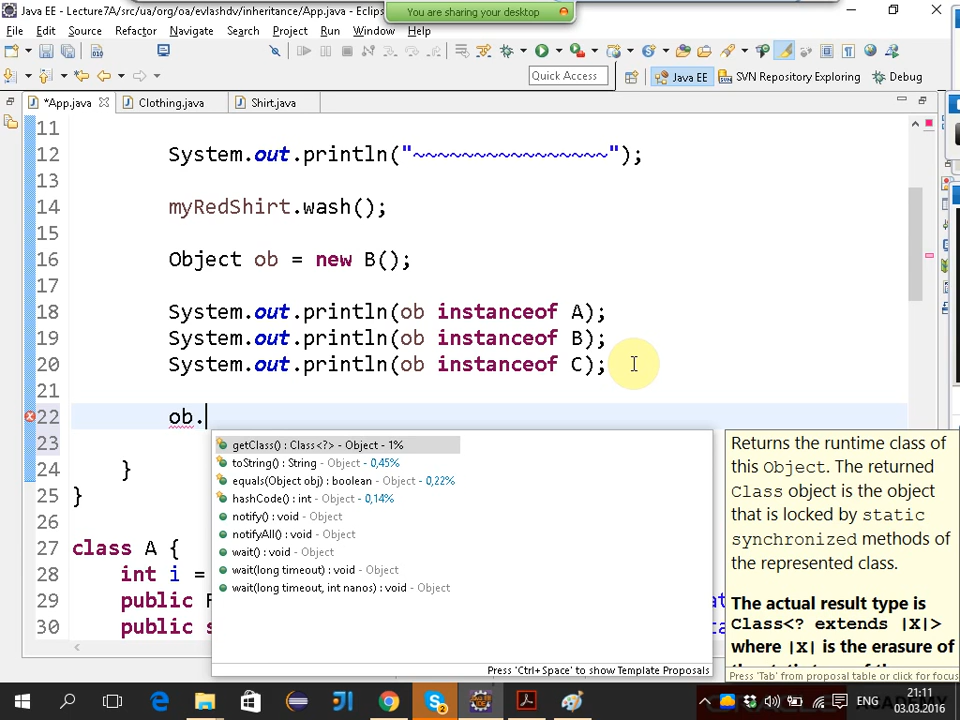 Java EE - Lecture7A/src/ua/org/oa/evlashdv/inheritance/App.java - Eclips
You are sharing your desktop
File Edit Source Refactor Navigate Search Project Run Window Help
Quick Access
Java EE
SVN Repository Exploring
Debug
*App.java
Clothing.java
Shirt.java
11
12 System.out.println("~~~~~~~~~~~~~~~~");
13
14 myRedShirt.wash();
15
16 Object ob = new B();
17
18 System.out.println(ob instanceof A);
19 System.out.println(ob instanceof B);
20 System.out.println(ob instanceof C);
21
22 ob.
23
24 }
25 }
26
27 class A {
28 int i =
29 public
30 public s
getClass() : Class<?> - Object - 1%
toString() : String - Object - 0,45%
equals(Object obj) : boolean - Object - 0,22%
hashCode() : int - Object - 0,14%
notify() : void - Object
notifyAll() : void - Object
wait() : void - Object
wait(long timeout) : void - Object
wait(long timeout, int nanos) : void - Object
Press 'Ctrl+Space' to show Template Proposals
Returns the runtime class of
this Object. The returned
Class object is the object
that is locked by static
synchronized methods of
the represented class.
The actual result type is
Class<? extends |X|>
where |X| is the erasure of
Press 'Tab' from proposal table or click for focus
2
ENG
21:11
03.03.2016